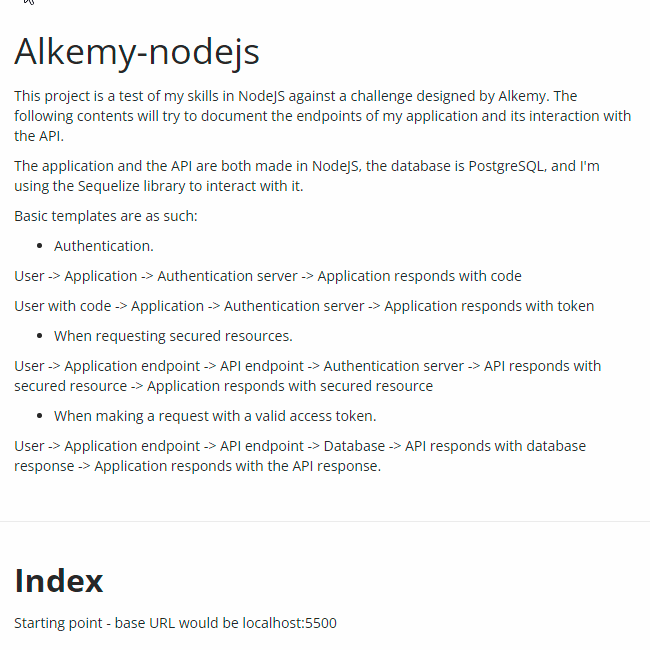 Alkemy-nodejs
This project is a test of my skills in NodeJS against a challenge designed by Alkemy. The
following contents will try to document the endpoints of my application and its interaction with
the API.
The application and the API are both made in NodeJS, the database is PostgreSQL, and I'm
using the Sequelize library to interact with it.
Basic templates are as such:
• Authentication.
User -> Application -> Authentication server -> Application responds with code
User with code -> Application -> Authentication server -> Application responds with token
• When requesting secured resources.
User -> Application endpoint -> API endpoint -> Authentication server -> API responds with
secured resource -> Application responds with secured resource
• When making a request with a valid access token.
User -> Application endpoint -> API endpoint -> Database -> API responds with database
response -> Application responds with the API response.
Index
Starting point - base URL would be localhost:5500